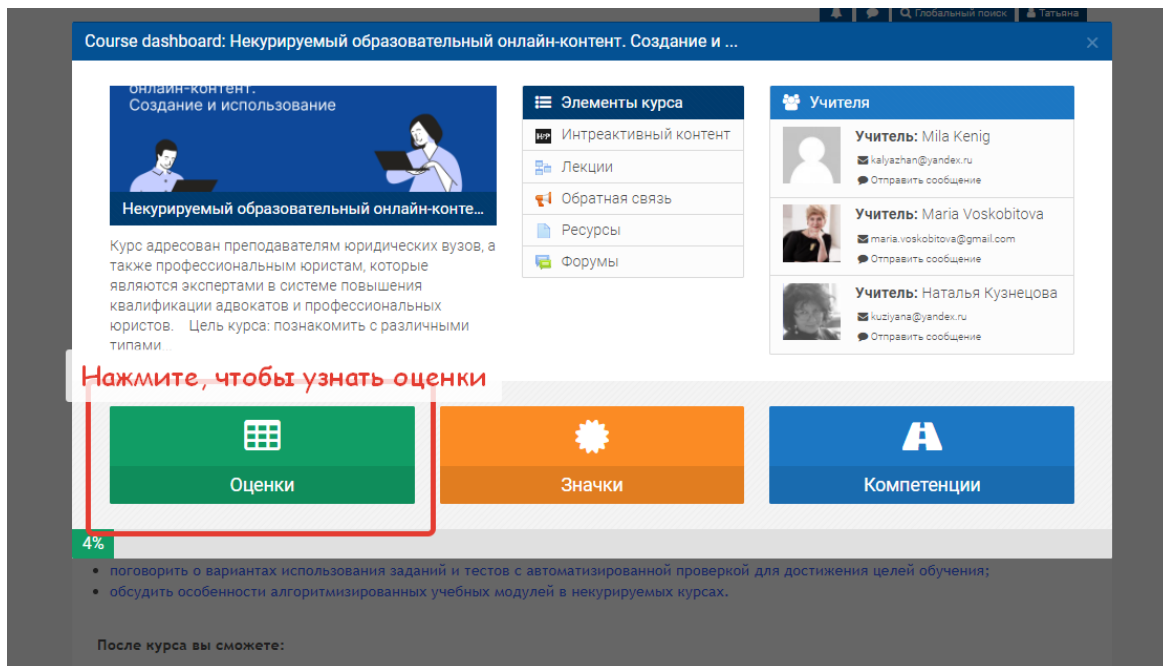 Глобальный поиск
Татьяна
Course dashboard: Некурируемый образовательный онлайн-контент. Создание и ...
×
онлайн-контент.
Создание и использование
Некурируемый образовательный онлайн-конте...
Курс адресован преподавателям юридических вузов, а
также профессиональным юристам, которые
являются экспертами в системе повышения
квалификации адвокатов и профессиональных
юристов. Цель курса: познакомить с различными
типами...
Элементы курса
H-P Интреактивный контент
Лекции
Обратная связь
Ресурсы
Форумы
Учителя
Учитель: Mila Kenig
kalyazhan@yandex.ru
Отправить сообщение
Учитель: Maria Voskobitova
maria.voskobitova@gmail.com
Отправить сообщение
Учитель: Наталья Кузнецова
kuziyana@yandex.ru
Отправить сообщение
Нажмите, чтобы узнать оценки
Оценки
Значки
Компетенции
4%
поговорить о вариантах использования заданий и тестов с автоматизированной проверкой для достижения целей обучения;
обсудить особенности алгоритмизированных учебных модулей в некурируемых курсах.
После курса вы сможете: